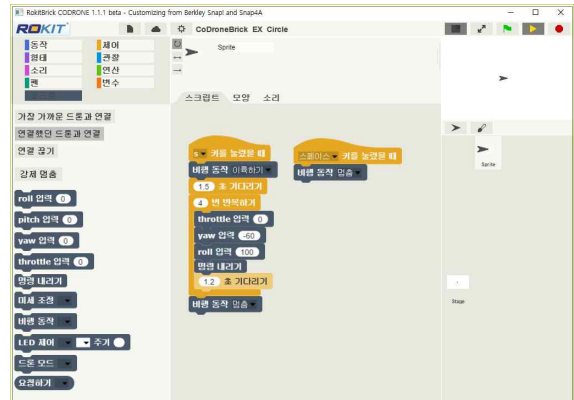 RokitBrick CODRONE 1.1.1 beta - Customizing from Berkley Snap! and Snap4A
ROKIT
CoDroneBrick EX Circle
동작 제어
형태 관찰
소리 연산
펜 변수
Sprite
스크립트 모양 소리
가장 가까운 드론과 연결
연결했던 드론과 연결
연결 끊기
강제 멈춤
roll 입력 0
pitch 입력 0
yaw 입력 0
throttle 입력 0
명령 내리기
미세 조정
비행 동작
LED 제어 주기
드론 모드
요청하기
s 키를 눌렀을 때
비행 동작 이륙하기
1.5 초 기다리기
4 번 반복하기
throttle 입력 0
yaw 입력 -60
roll 입력 100
명령 내리기
1.2 초 기다리기
비행 동작 멈춤
스페이스 키를 눌렀을 때
비행 동작 멈춤
Sprite
Stage